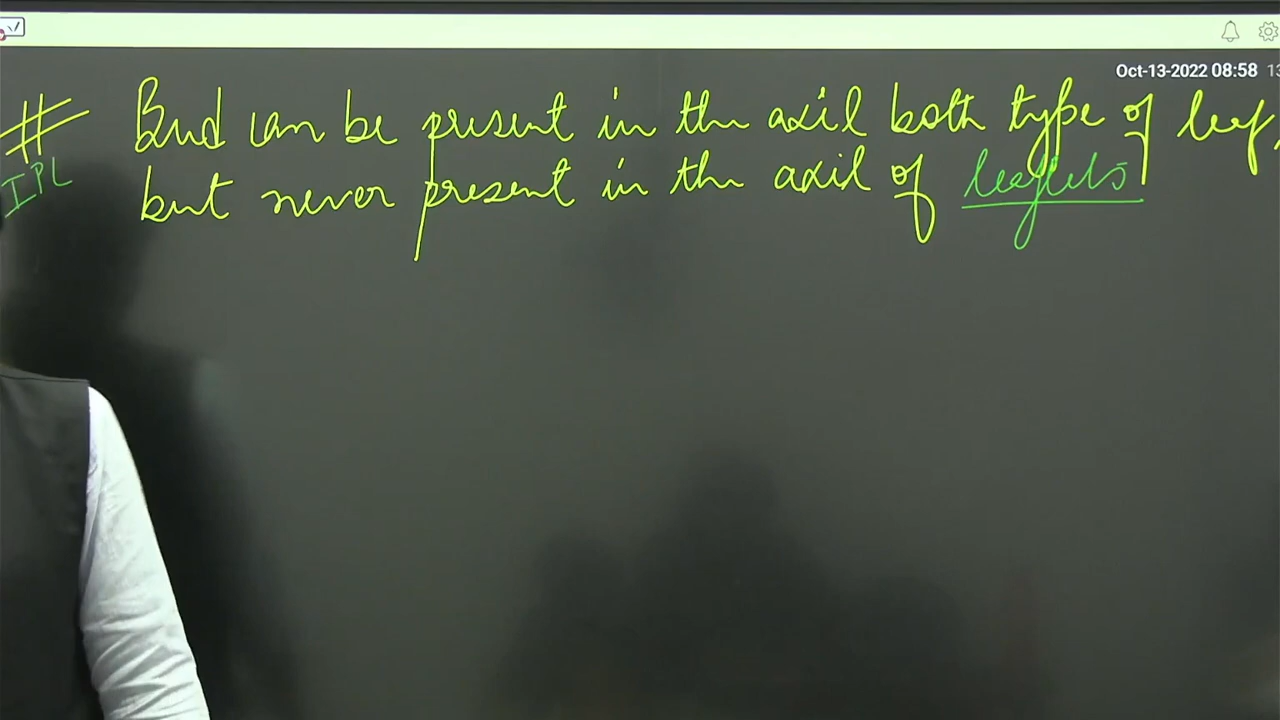 Oct-13-2022 08:58 13
# Bud can be present in the axil both type of leaf,
IPL but never present in the axil of leaflets